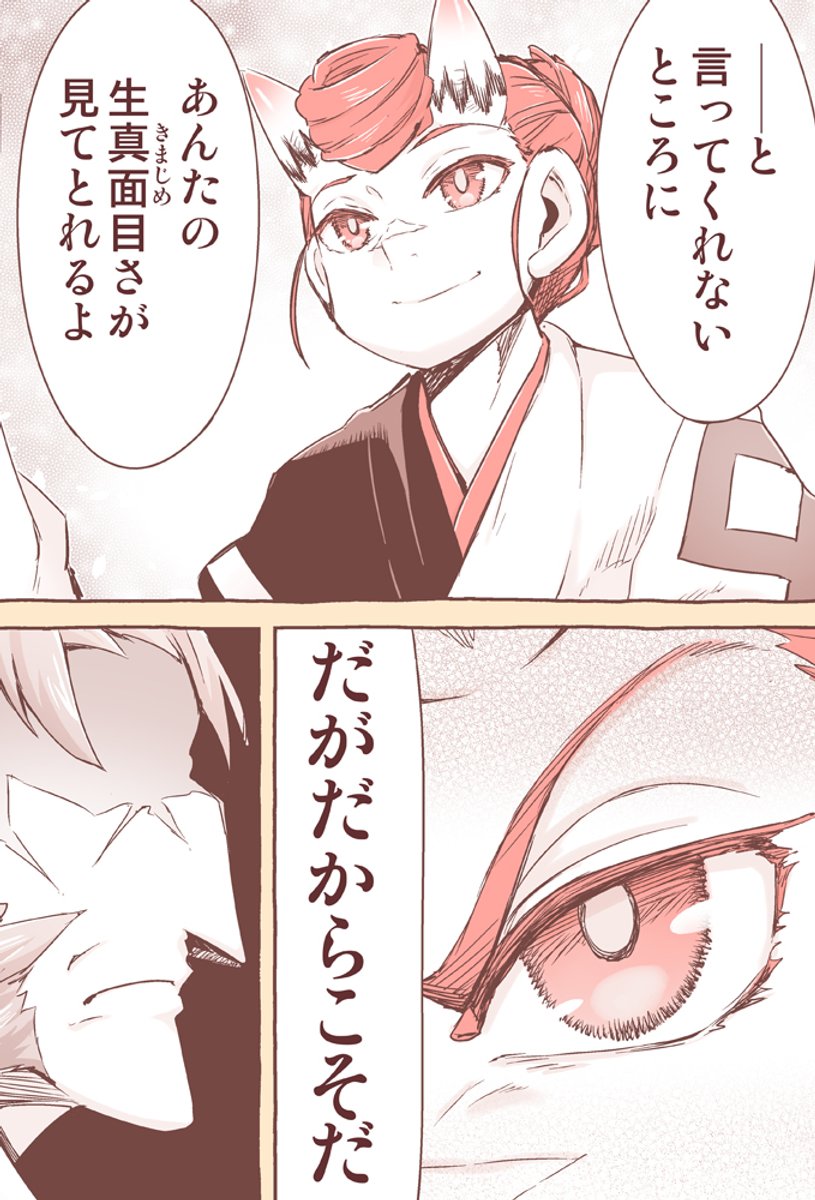 ――と
言ってくれない
ところに
あんたの
生真面目さが
きまじめ
見てとれるよ
だがだからこそだ